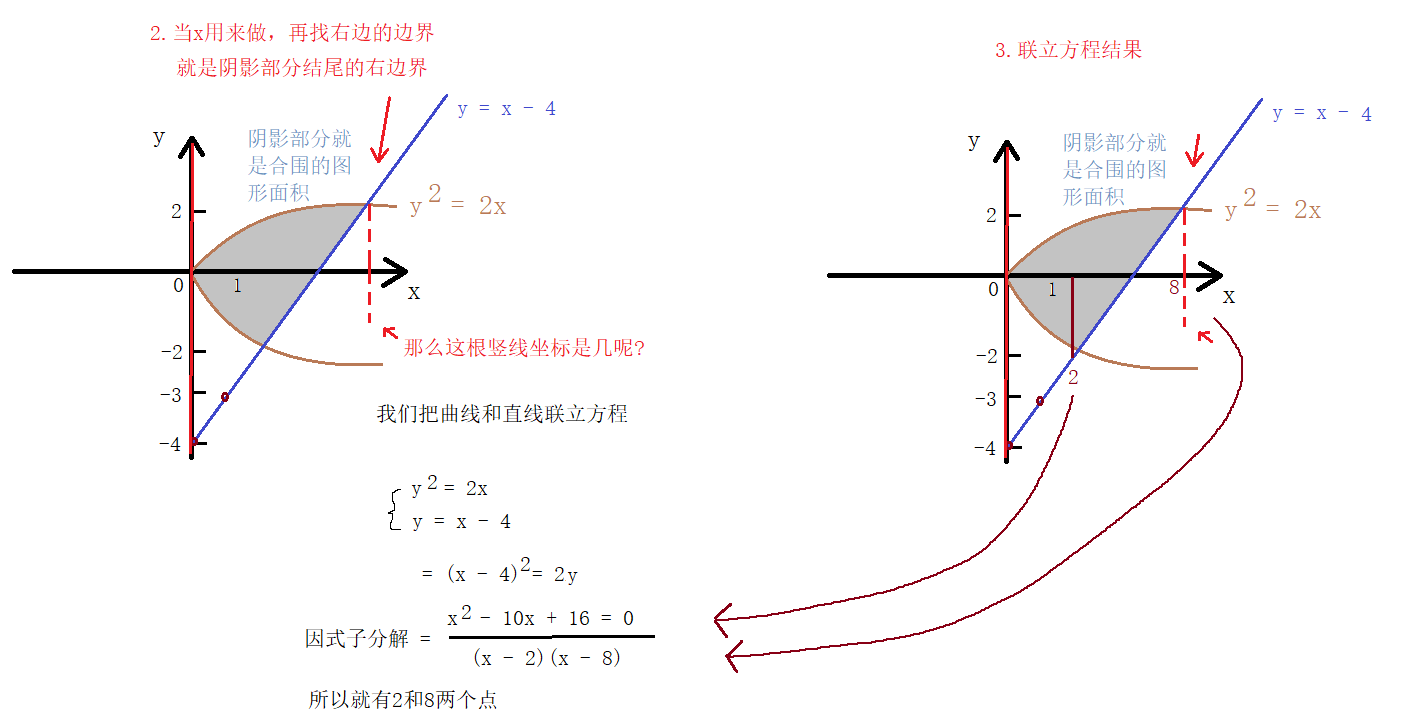 2. 当x用来做，再找右边的边界
就是阴影部分结尾的右边界
y = x - 4
y
阴影部分就
是合围的图
形面积
y² = 2x
2
0
1
x
-2
-3
-4
那么这根竖线坐标是几呢?
我们把曲线和直线联立方程
y² = 2x
y = x - 4
= (x - 4)² = 2y
x² - 10x + 16 = 0
因式子分解 =
(x - 2)(x - 8)
所以就有2和8两个点
3. 联立方程结果
y = x - 4
y
阴影部分就
是合围的图
形面积
y² = 2x
2
0
1
8
x
-2
2
-3
-4